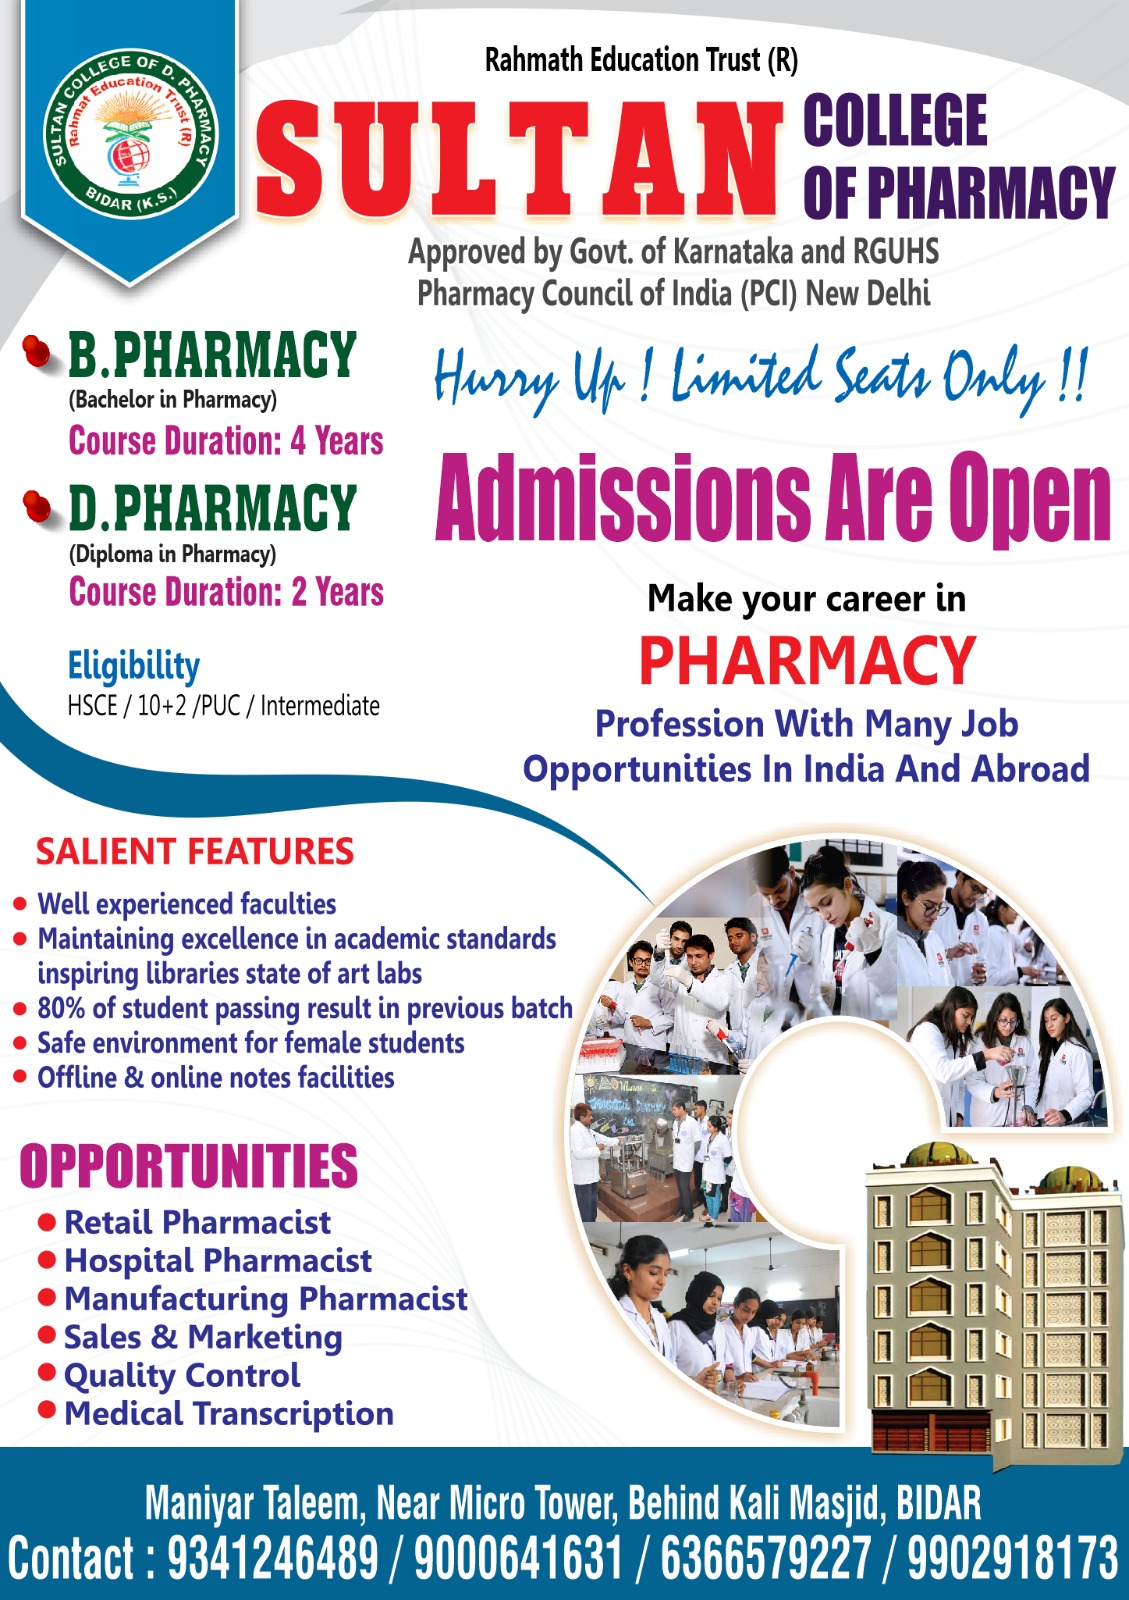 SULTAN COLLEGE OF D. PHARMACY
Rahmat Education Trust (R)
BIDAR (K.S.)
Rahmath Education Trust (R)
SULTAN COLLEGE
OF PHARMACY
Approved by Govt. of Karnataka and RGUHS
Pharmacy Council of India (PCI) New Delhi
B.PHARMACY
(Bachelor in Pharmacy)
Course Duration: 4 Years
D.PHARMACY
(Diploma in Pharmacy)
Course Duration: 2 Years
Eligibility
HSCE / 10+2 /PUC / Intermediate
Hurry Up ! Limited Seats Only !!
Admissions Are Open
Make your career in
PHARMACY
Profession With Many Job
Opportunities In India And Abroad
SALIENT FEATURES
Well experienced faculties
Maintaining excellence in academic standards
inspiring libraries state of art labs
80% of student passing result in previous batch
Safe environment for female students
Offline & online notes facilities
OPPORTUNITIES
Retail Pharmacist
Hospital Pharmacist
Manufacturing Pharmacist
Sales & Marketing
Quality Control
Medical Transcription
Maniyar Taleem, Near Micro Tower, Behind Kali Masjid, BIDAR
Contact : 9341246489 / 9000641631 / 6366579227 / 9902918173